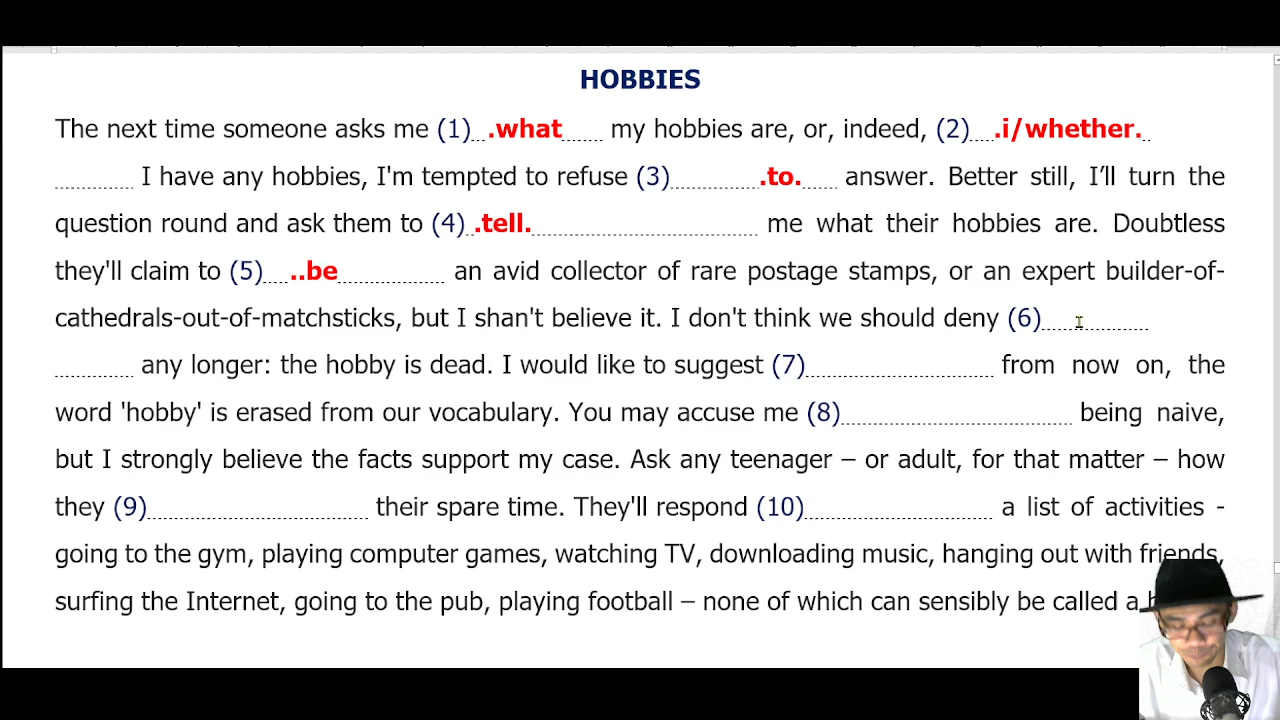 HOBBIES
The next time someone asks me (1)...what...... my hobbies are, or, indeed, (2)....i/whether...
............. I have any hobbies, I'm tempted to refuse (3)...............to....... answer. Better still, I’ll turn the
question round and ask them to (4)..tell..................................... me what their hobbies are. Doubtless
they'll claim to (5)......be.................. an avid collector of rare postage stamps, or an expert builder-of-
cathedrals-out-of-matchsticks, but I shan't believe it. I don't think we should deny (6)..................
............. any longer: the hobby is dead. I would like to suggest (7)............................... from now on, the
word 'hobby' is erased from our vocabulary. You may accuse me (8)...................................... being naive,
but I strongly believe the facts support my case. Ask any teenager – or adult, for that matter – how
they (9)..................................... their spare time. They'll respond (10)............................... a list of activities -
going to the gym, playing computer games, watching TV, downloading music, hanging out with friends,
surfing the Internet, going to the pub, playing football – none of which can sensibly be called a